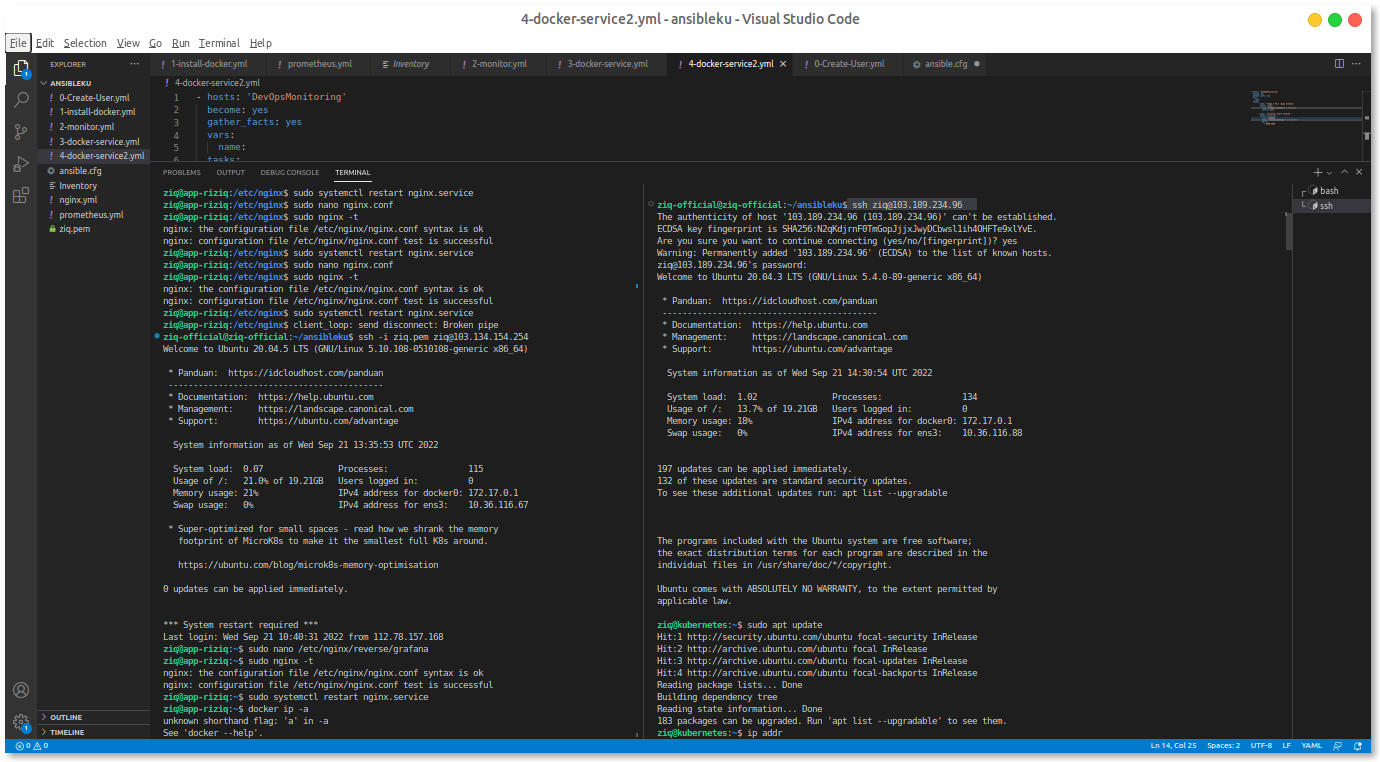 4-docker-service2.yml - ansibleku - Visual Studio Code
File Edit Selection View Go Run Terminal Help
EXPLORER ···
1-install-docker.yml prometheus.yml Inventory 2-monitor.yml 3-docker-service.yml 4-docker-service2.yml 0-Create-User.yml ansible.cfg
ANSIBLEKU
0-Create-User.yml
1-install-docker.yml
2-monitor.yml
3-docker-service.yml
4-docker-service2.yml
ansible.cfg
Inventory
nginx.yml
prometheus.yml
ziq.pem
OUTLINE
TIMELINE
4-docker-service2.yml
1 - hosts: 'DevOpsMonitoring'
2 become: yes
3 gather_facts: yes
4 vars:
5 name:
6 tasks:
PROBLEMS OUTPUT DEBUG CONSOLE TERMINAL
ziq@app-riziq:/etc/nginx$ sudo systemctl restart nginx.service
ziq@app-riziq:/etc/nginx$ sudo nano nginx.conf
ziq@app-riziq:/etc/nginx$ sudo nginx -t
nginx: the configuration file /etc/nginx/nginx.conf syntax is ok
nginx: configuration file /etc/nginx/nginx.conf test is successful
ziq@app-riziq:/etc/nginx$ sudo systemctl restart nginx.service
ziq@app-riziq:/etc/nginx$ sudo nano nginx.conf
ziq@app-riziq:/etc/nginx$ sudo nginx -t
nginx: the configuration file /etc/nginx/nginx.conf syntax is ok
nginx: configuration file /etc/nginx/nginx.conf test is successful
ziq@app-riziq:/etc/nginx$ sudo systemctl restart nginx.service
ziq@app-riziq:/etc/nginx$ client_loop: send disconnect: Broken pipe
ziq-official@ziq-official:~/ansibleku$ ssh -i ziq.pem ziq@103.134.154.254
Welcome to Ubuntu 20.04.5 LTS (GNU/Linux 5.10.108-0510108-generic x86_64)
* Panduan: https://idcloudhost.com/panduan
-------------------------------------------
* Documentation: https://help.ubuntu.com
* Management: https://landscape.canonical.com
* Support: https://ubuntu.com/advantage
System information as of Wed Sep 21 13:35:53 UTC 2022
System load: 0.07 Processes: 115
Usage of /: 21.0% of 19.21GB Users logged in: 0
Memory usage: 21% IPv4 address for docker0: 172.17.0.1
Swap usage: 0% IPv4 address for ens3: 10.36.116.67
* Super-optimized for small spaces - read how we shrank the memory
footprint of MicroK8s to make it the smallest full K8s around.
https://ubuntu.com/blog/microk8s-memory-optimisation
0 updates can be applied immediately.
*** System restart required ***
Last login: Wed Sep 21 10:40:31 2022 from 112.78.157.168
ziq@app-riziq:~$ sudo nano /etc/nginx/reverse/grafana
ziq@app-riziq:~$ sudo nginx -t
nginx: the configuration file /etc/nginx/nginx.conf syntax is ok
nginx: configuration file /etc/nginx/nginx.conf test is successful
ziq@app-riziq:~$ sudo systemctl restart nginx.service
ziq@app-riziq:~$ docker ip -a
unknown shorthand flag: 'a' in -a
See 'docker --help'.
ziq-official@ziq-official:~/ansibleku$ ssh ziq@103.189.234.96
The authenticity of host '103.189.234.96 (103.189.234.96)' can't be established.
ECDSA key fingerprint is SHA256:N2qKdjrnF0TmGopJjjxJwyDCbwsl1ih4OHFTe9xlYvE.
Are you sure you want to continue connecting (yes/no/[fingerprint])? yes
Warning: Permanently added '103.189.234.96' (ECDSA) to the list of known hosts.
ziq@103.189.234.96's password:
Welcome to Ubuntu 20.04.3 LTS (GNU/Linux 5.4.0-89-generic x86_64)
* Panduan: https://idcloudhost.com/panduan
-------------------------------------------
* Documentation: https://help.ubuntu.com
* Management: https://landscape.canonical.com
* Support: https://ubuntu.com/advantage
System information as of Wed Sep 21 14:30:54 UTC 2022
System load: 1.02 Processes: 134
Usage of /: 13.7% of 19.21GB Users logged in: 0
Memory usage: 18% IPv4 address for docker0: 172.17.0.1
Swap usage: 0% IPv4 address for ens3: 10.36.116.88
197 updates can be applied immediately.
132 of these updates are standard security updates.
To see these additional updates run: apt list --upgradable
The programs included with the Ubuntu system are free software;
the exact distribution terms for each program are described in the
individual files in /usr/share/doc/*/copyright.
Ubuntu comes with ABSOLUTELY NO WARRANTY, to the extent permitted by
applicable law.
ziq@kubernetes:~$ sudo apt update
Hit:1 http://security.ubuntu.com/ubuntu focal-security InRelease
Hit:2 http://archive.ubuntu.com/ubuntu focal InRelease
Hit:3 http://archive.ubuntu.com/ubuntu focal-updates InRelease
Hit:4 http://archive.ubuntu.com/ubuntu focal-backports InRelease
Reading package lists... Done
Building dependency tree
Reading state information... Done
183 packages can be upgraded. Run 'apt list --upgradable' to see them.
ziq@kubernetes:~$ ip addr
bash
ssh
0 0
Ln 14, Col 25 Spaces: 2 UTF-8 LF YAML